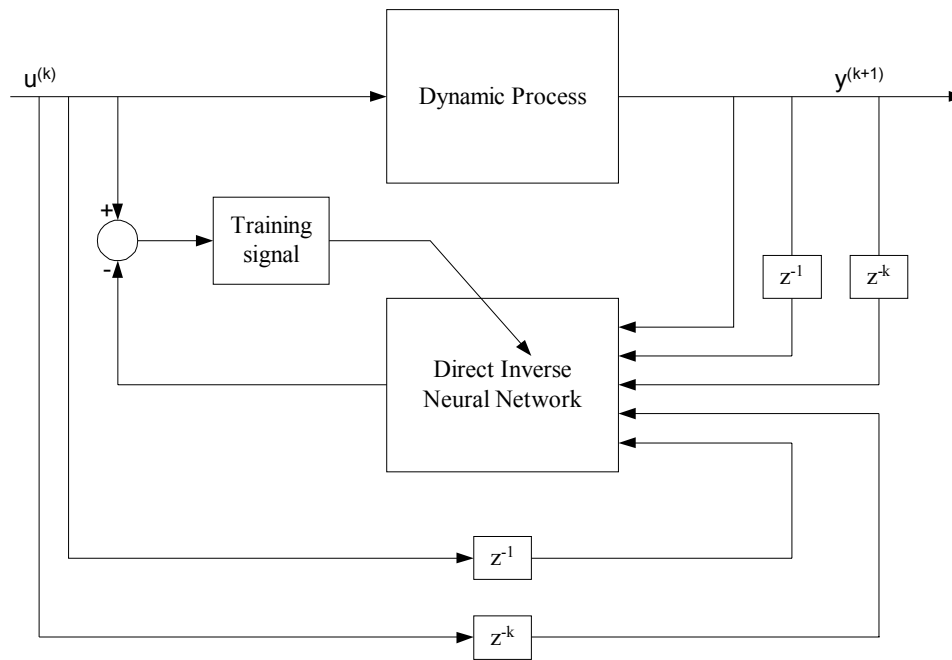 u(k)
Dynamic Process
y(k+1)
+
Training
signal
-
z-1
z-k
Direct Inverse
Neural Network
z-1
z-k